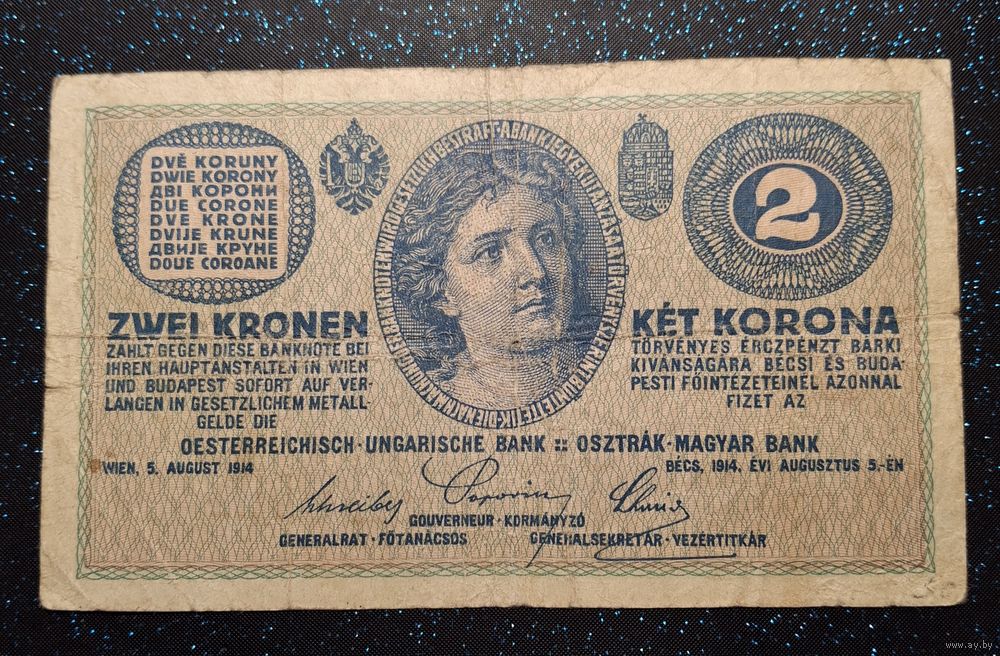 DVĚ KORUNY
DWIE KORONY
ДВІ КОРОНИ
DUE CORONE
DVE KRONE
DVIJE KRUNE
ДВИЈЕ КРУНЕ
DOUE COROANE
2
ZWEI KRONEN
ZAHLT GEGEN DIESE BANKNOTE BEI
IHREN HAUPTANSTALTEN IN WIEN
UND BUDAPEST SOFORT AUF VER-
LANGEN IN GESETZLICHEM METALL-
GELDE DIE
KÉT KORONA
TÖRVÉNYES ÉRCZPÉNZT BÁRKI
KIVÁNSÁGÁRA BÉCSI ÉS BUDA-
PESTI FŐINTÉZETEINÉL AZONNAL
FIZET AZ
OESTERREICHISCH-UNGARISCHE BANK :: OSZTRÁK-MAGYAR BANK
WIEN, 5. AUGUST 1914
BÉCS, 1914. ÉVI AUGUSZTUS 5.-ÉN
GOUVERNEUR · KORMÁNYZÓ
GENERALRAT · FŐTANÁCSOS
GENERALSEKRETÄR · VEZÉRTITKÁR
www.ay.by